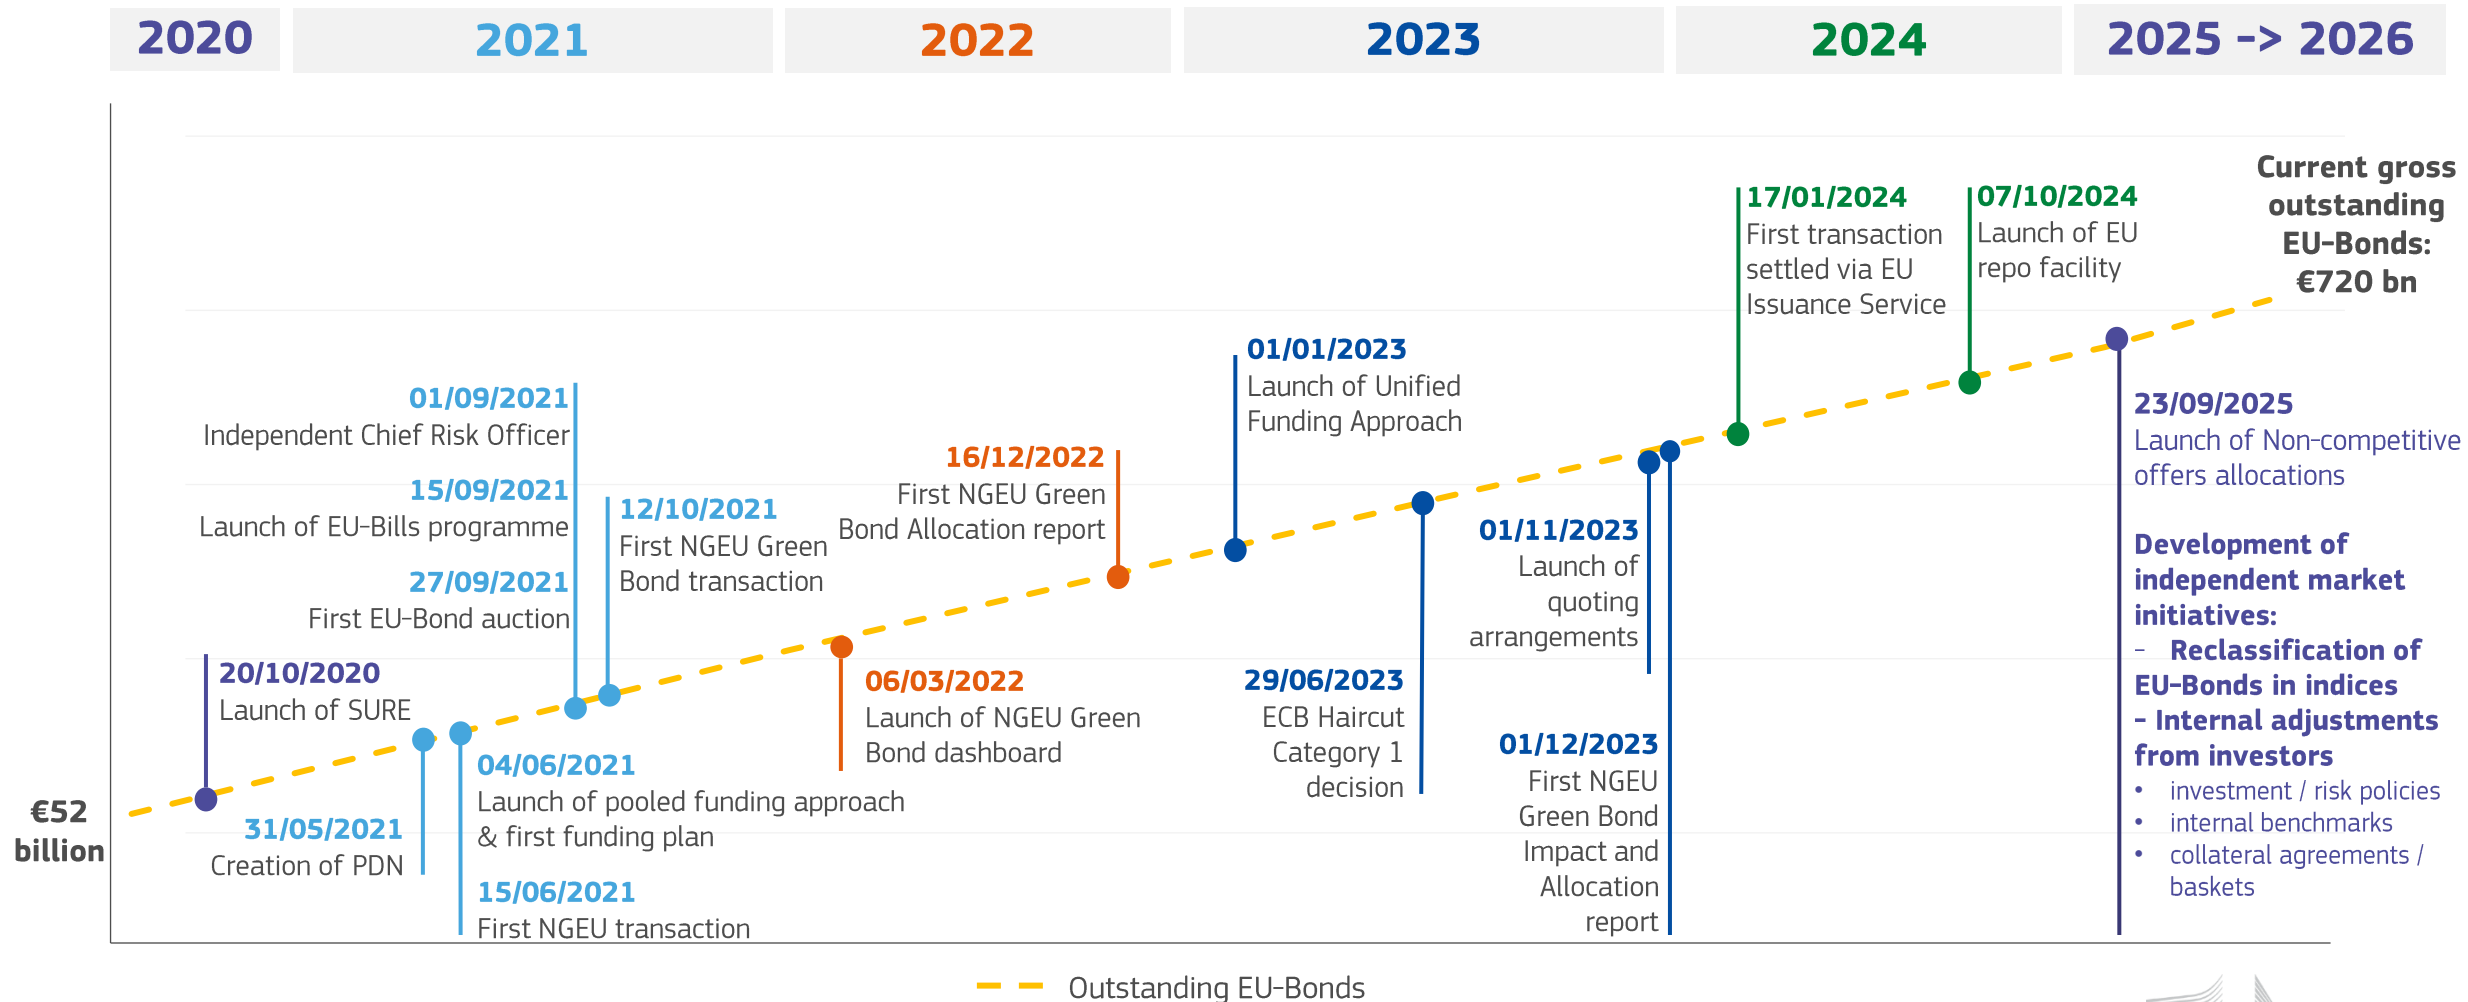 2020
2021
2022
2023
2024
2025 -> 2026
Current gross
outstanding
EU-Bonds:
€720 bn
€52
billion
20/10/2020
Launch of SURE
31/05/2021
Creation of PDN
04/06/2021
Launch of pooled funding approach
& first funding plan
15/06/2021
First NGEU transaction
01/09/2021
Independent Chief Risk Officer
15/09/2021
Launch of EU-Bills programme
27/09/2021
First EU-Bond auction
12/10/2021
First NGEU Green
Bond transaction
06/03/2022
Launch of NGEU Green
Bond dashboard
16/12/2022
First NGEU Green
Bond Allocation report
01/01/2023
Launch of Unified
Funding Approach
29/06/2023
ECB Haircut
Category 1
decision
01/11/2023
Launch of
quoting
arrangements
01/12/2023
First NGEU
Green Bond
Impact and
Allocation
report
17/01/2024
First transaction
settled via EU
Issuance Service
07/10/2024
Launch of EU
repo facility
23/09/2025
Launch of Non-competitive
offers allocations
Development of
independent market
initiatives:
- Reclassification of
EU-Bonds in indices
- Internal adjustments
from investors
• investment / risk policies
• internal benchmarks
• collateral agreements /
baskets
Outstanding EU-Bonds